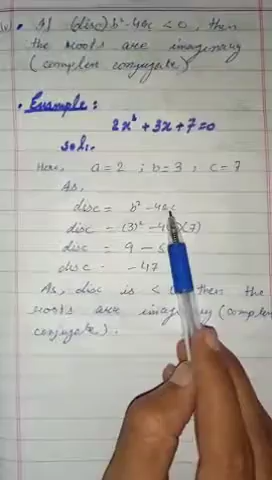 iv) • If (disc) b² - 4ac < 0, then
the roots are imaginary
(complex conjugate)
• Example:
2x² + 3x + 7 = 0
sol:.
Here, a = 2 ; b = 3 ; c = 7
As,
disc = b² - 4ac
disc = (3)² - 4 (7)
disc = 9 -
disc = -47
As, disc is < then the
roots are imaginary (complex
conjugate).